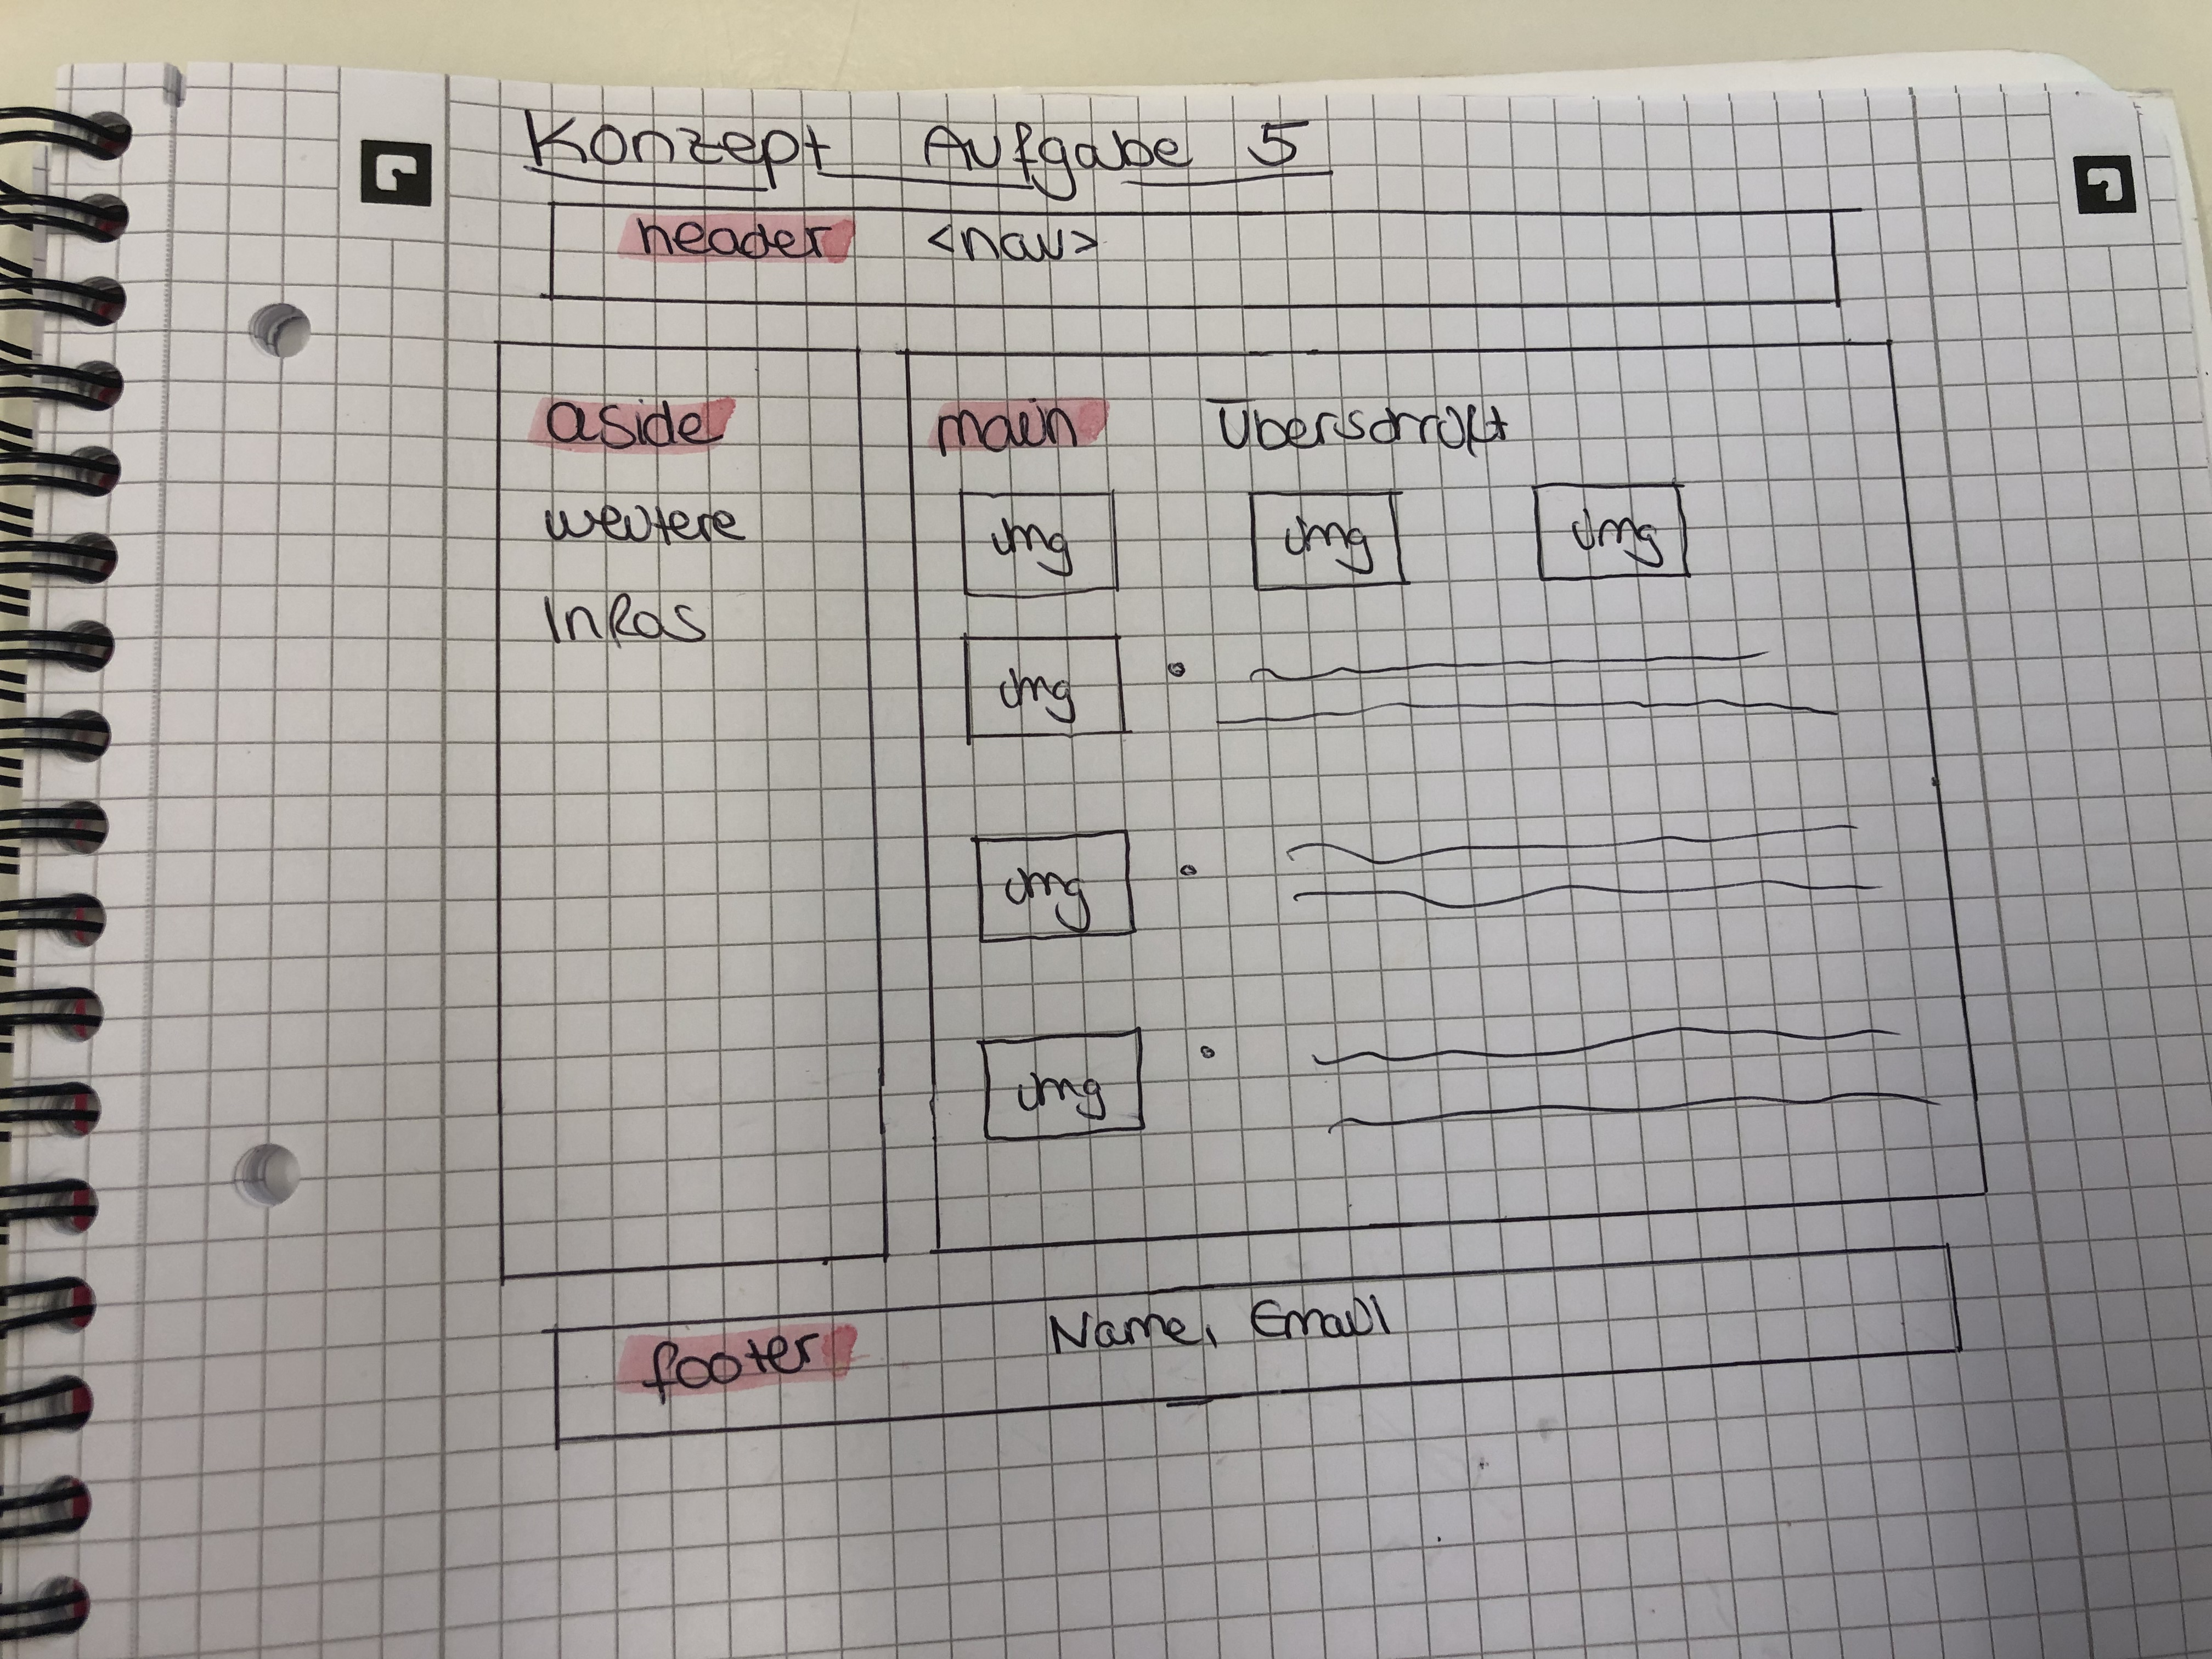 Konzept Aufgabe 5
header <nav>
aside
weitere
Infos
main Überschrift
img img img
img
img
img
footer Name, Email